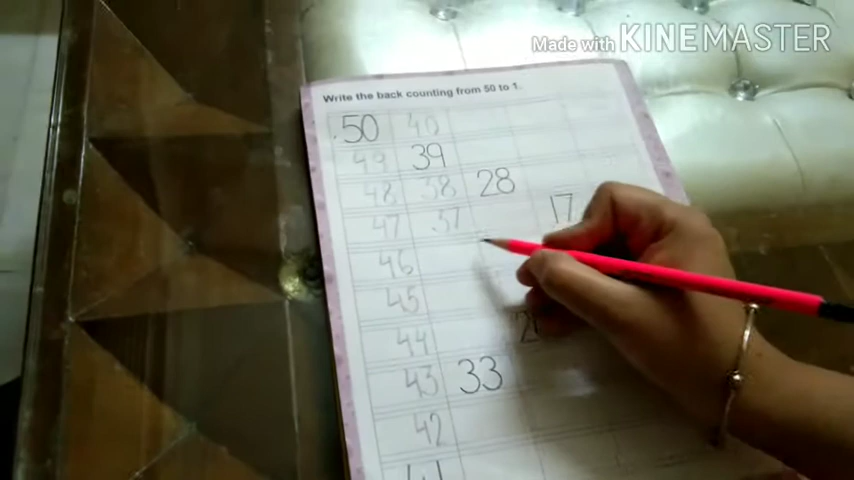 Made with KINEMASTER
Write the back counting from 50 to 1.
50 40
49 39
48 38 28
47 37 17
46
45
44
43 33
42
41